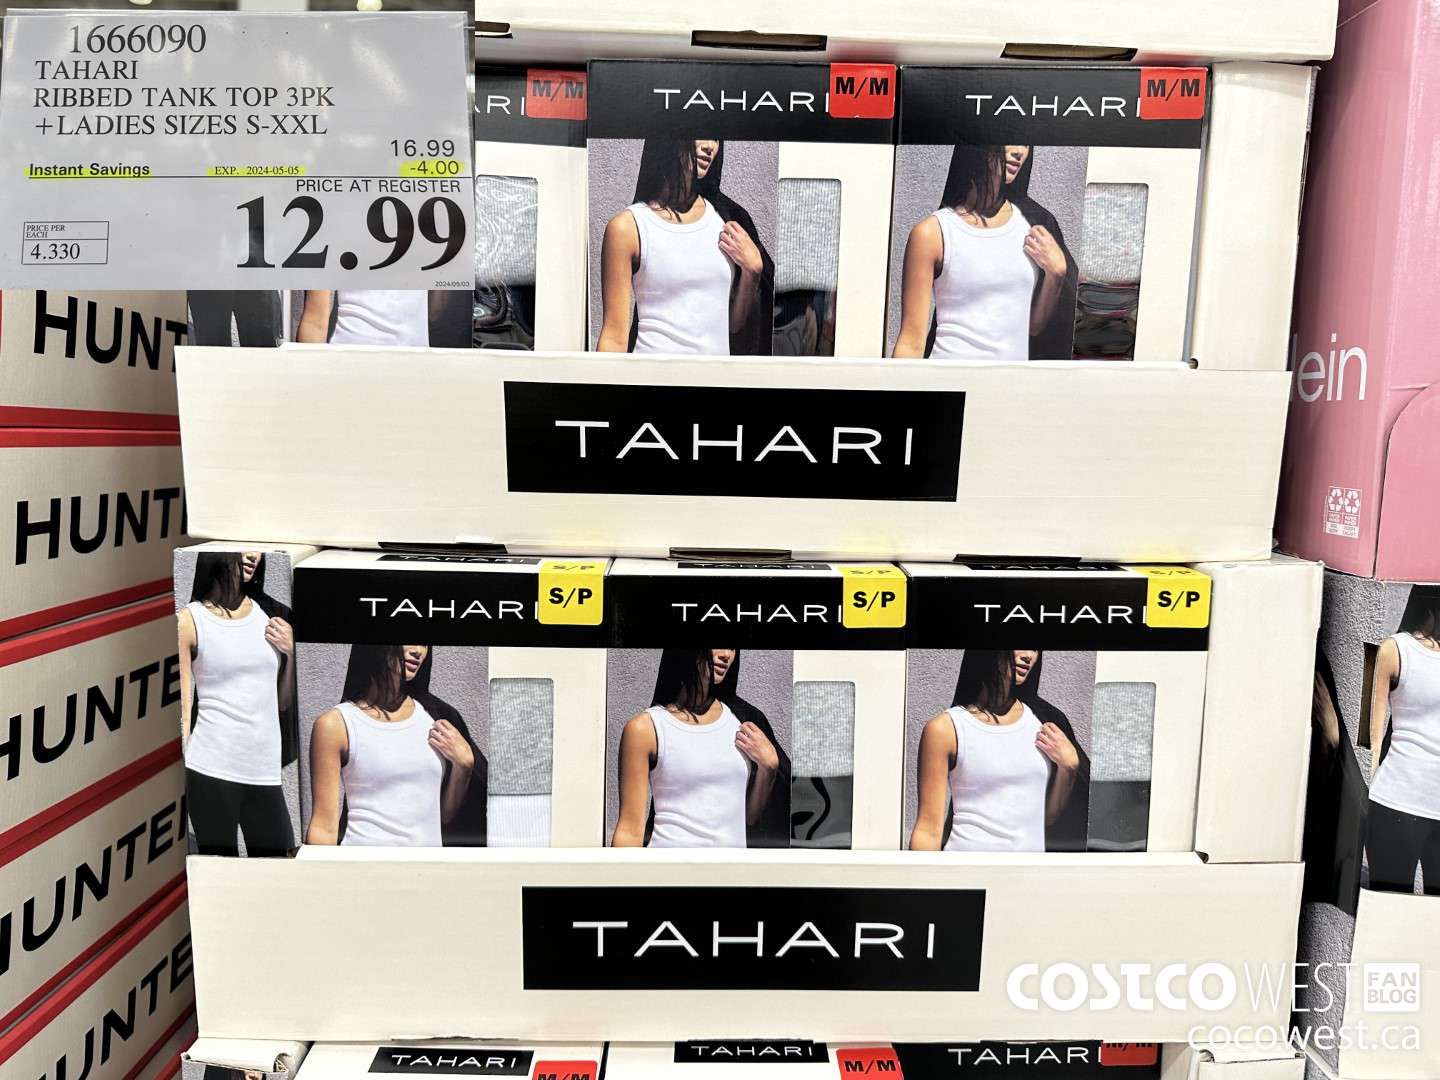 1666090
TAHARI
RIBBED TANK TOP 3PK
+LADIES SIZES S-XXL
16.99
Instant Savings EXP. 2024-05-05 -4.00
PRICE AT REGISTER
12.99
PRICE PER
EACH
4.330
2024/05/03
M/M
TAHARI M/M
TAHARI M/M
HUNT
lein
TAHARI
HUNT
S/P
S/P
S/P
TAHARI S/P
TAHARI S/P
TAHARI S/P
HUNTE
TAHARI
HUNTE
HUNTE
HUNTE
COSTCO WEST FAN BLOG
cocowest.ca
TAHARI M/M
TAHARI M/M
TAHARI M/M